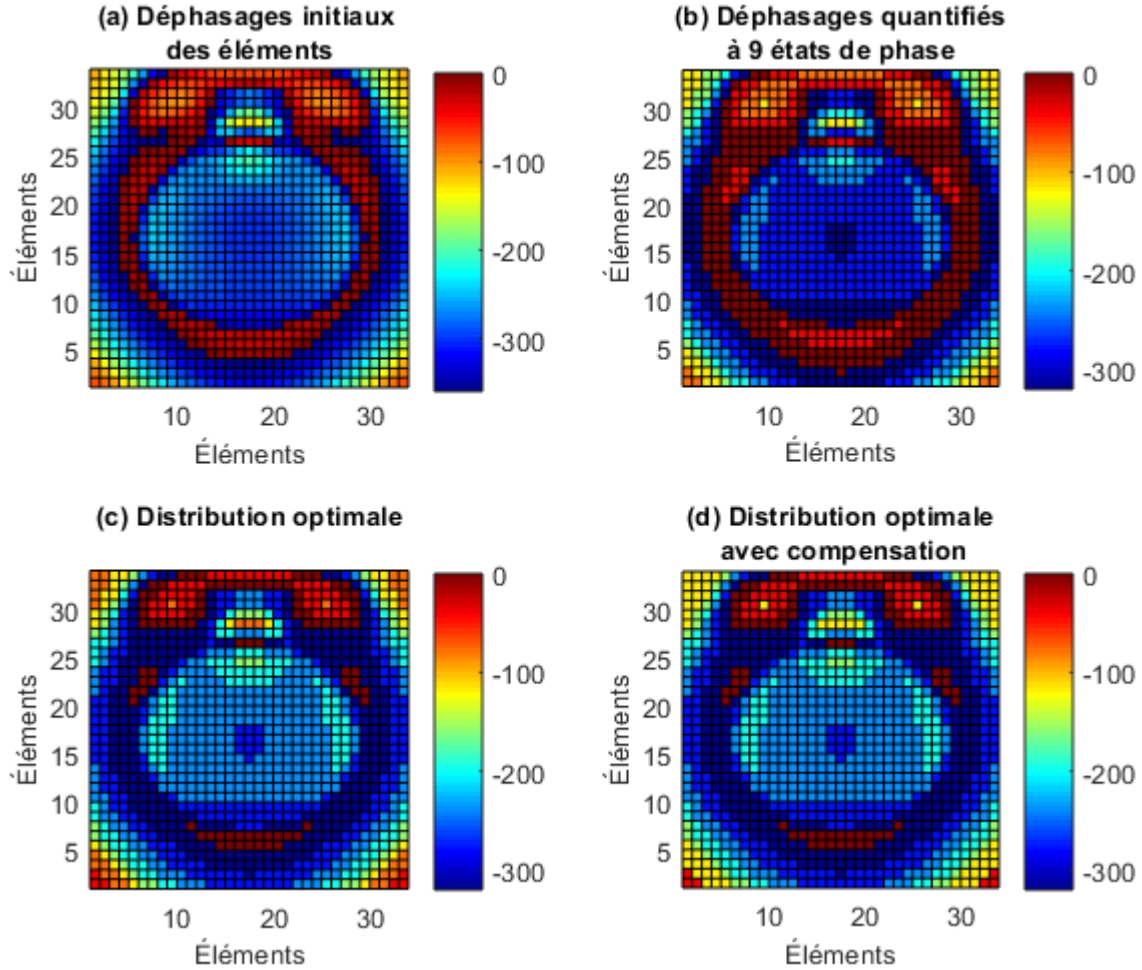 (a) Déphasages initiaux
des éléments
0
-100
-200
-300
30
25
20
15
10
5
Éléments
10 20 30
Éléments
(b) Déphasages quantifiés
à 9 états de phase
0
-100
-200
-300
30
25
20
15
10
5
Éléments
10 20 30
Éléments
(c) Distribution optimale
0
-100
-200
-300
30
25
20
15
10
5
Éléments
10 20 30
Éléments
(d) Distribution optimale
avec compensation
0
-100
-200
-300
30
25
20
15
10
5
Éléments
10 20 30
Éléments